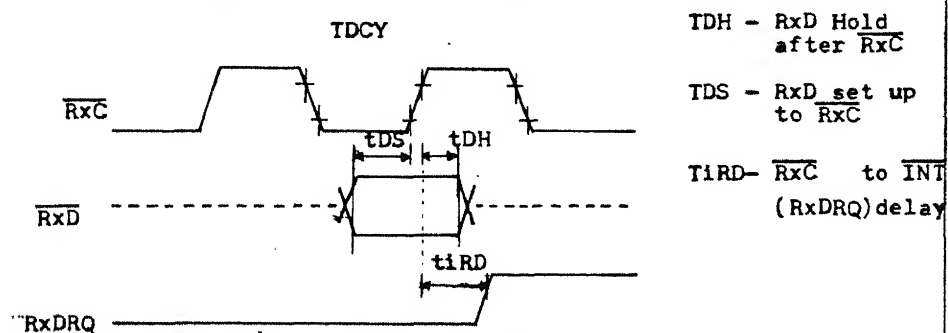 TDCY
TDH - RxD Hold
after RxC
TDS - RxD set up
to RxC
TiRD- RxC to INT
(RxDRQ) delay
RxC
tDS
tDH
RxD
tiRD
RxDRQ